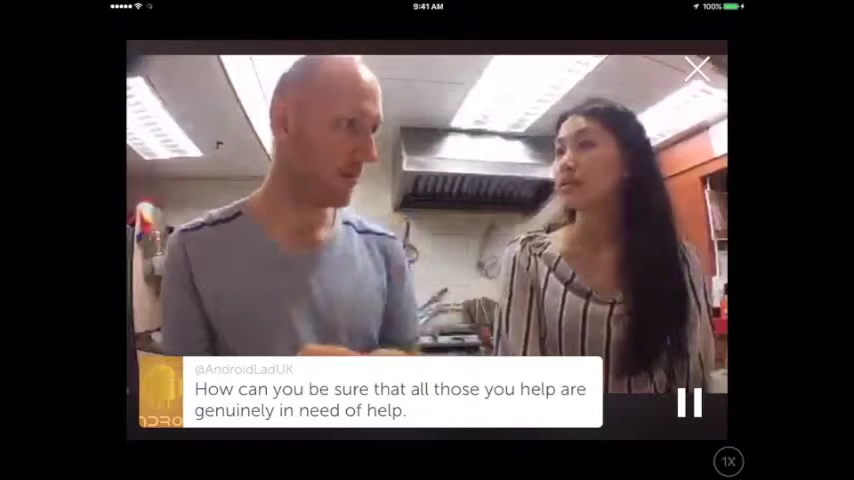 9:41 AM
100%
@AndroidLadUK
How can you be sure that all those you help are
genuinely in need of help.
NDRO
1X